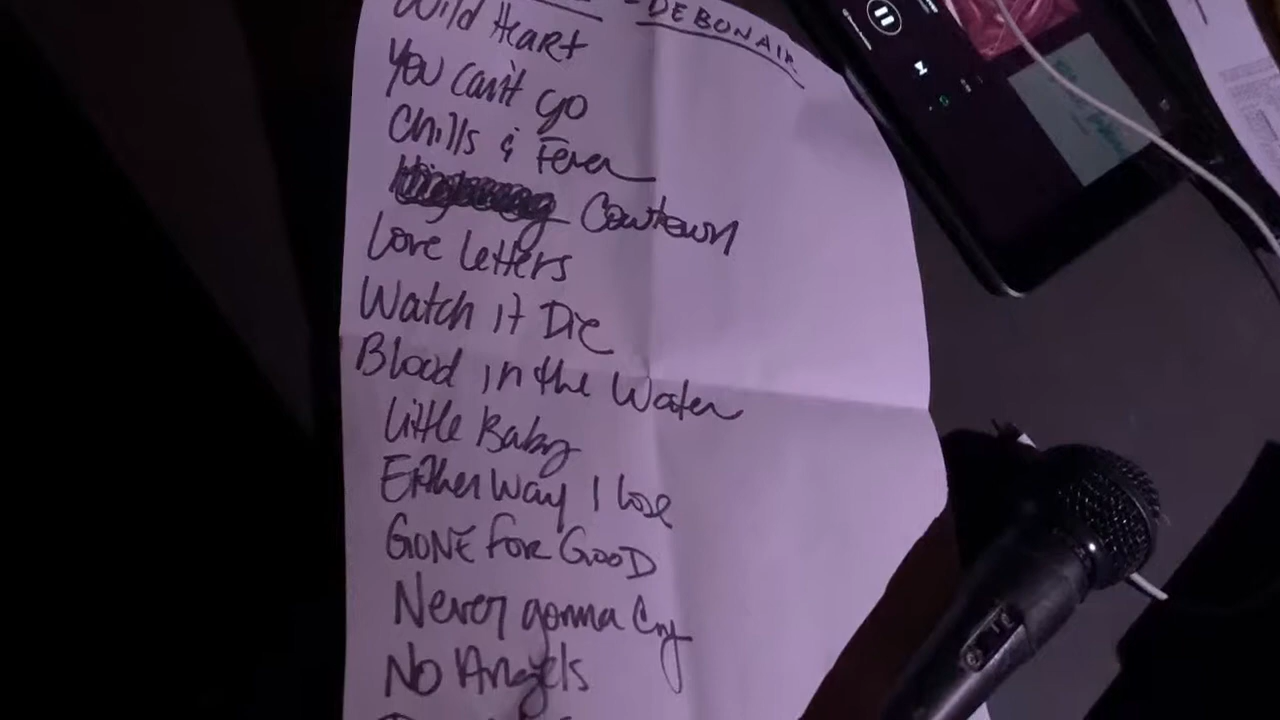 - DEBONAIR
Wild Heart
You can't go
Chills & Fever
Cowtown
Love Letters
Watch it Die
Blood in the Water
Little Baby
Either Way I lose
GONE FOR GOOD
Never gonna Cry
No Angels